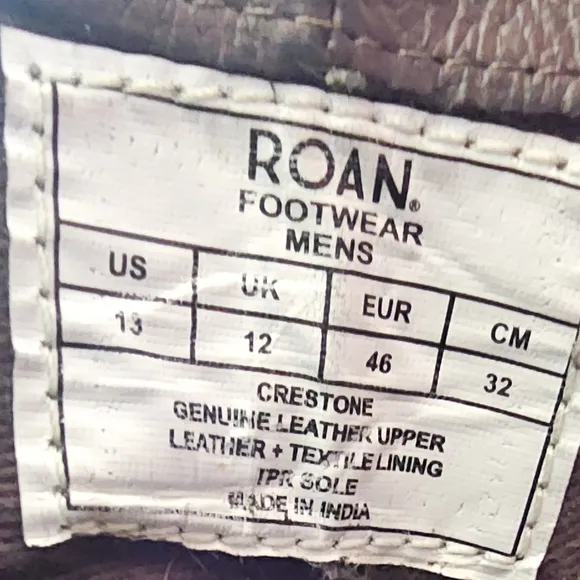 ROAN®
FOOTWEAR
MENS
US UK EUR CM
13 12 46 32
CRESTONE
GENUINE LEATHER UPPER
LEATHER + TEXTILE LINING
TPR SOLE
MADE IN INDIA